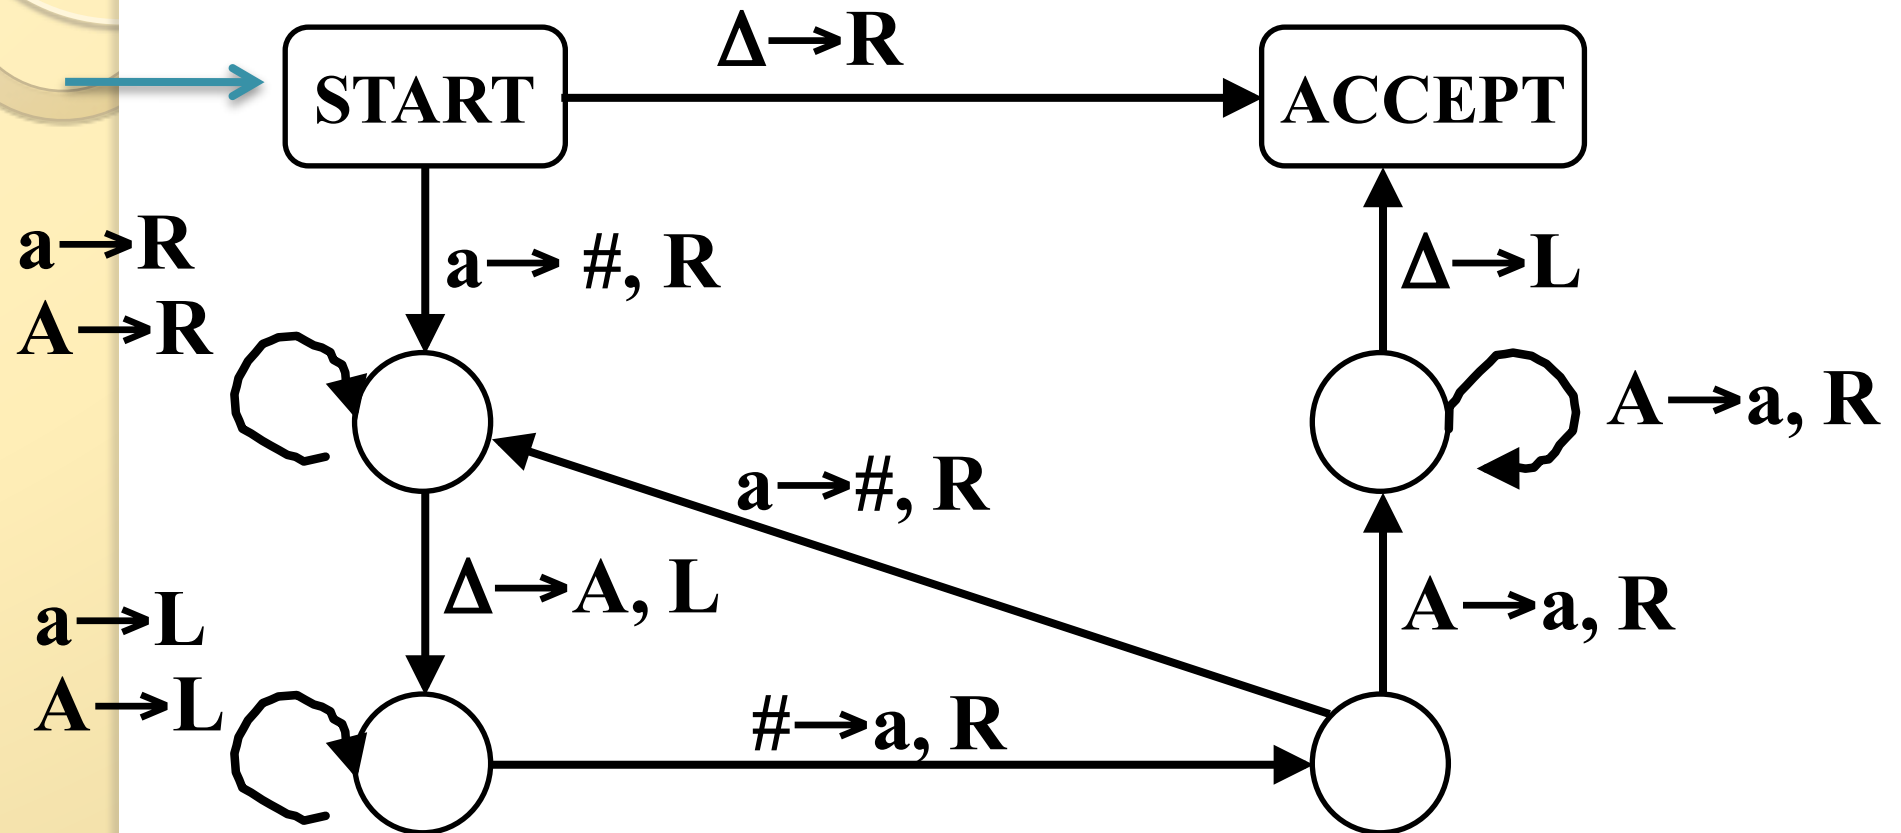 Δ→R
START
ACCEPT
a→R
A→R
a→ #, R
Δ→L
A→a, R
a→#, R
Δ→A, L
A→a, R
a→L
A→L
#→a, R